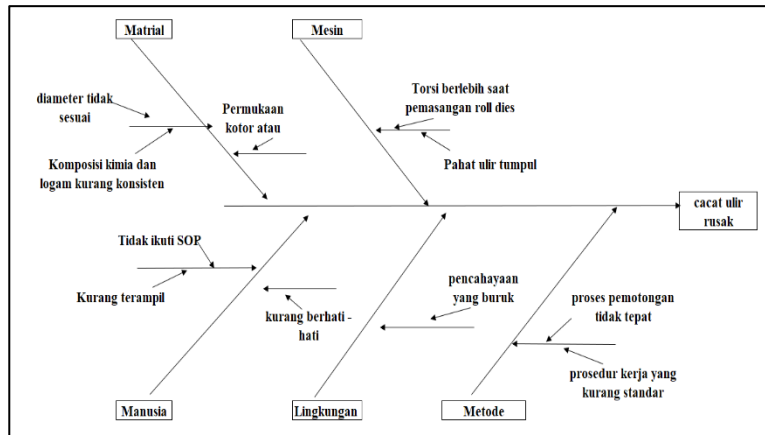 Matrial
Mesin
diameter tidak
sesuai
Permukaan
kotor atau
Komposisi kimia dan
logam kurang konsisten
Torsi berlebih saat
pemasangan roll dies
Pahat ulir tumpul
cacat ulir
rusak
Tidak ikuti SOP
Kurang terampil
kurang berhati -
hati
pencahayaan
yang buruk
proses pemotongan
tidak tepat
prosedur kerja yang
kurang standar
Manusia
Lingkungan
Metode